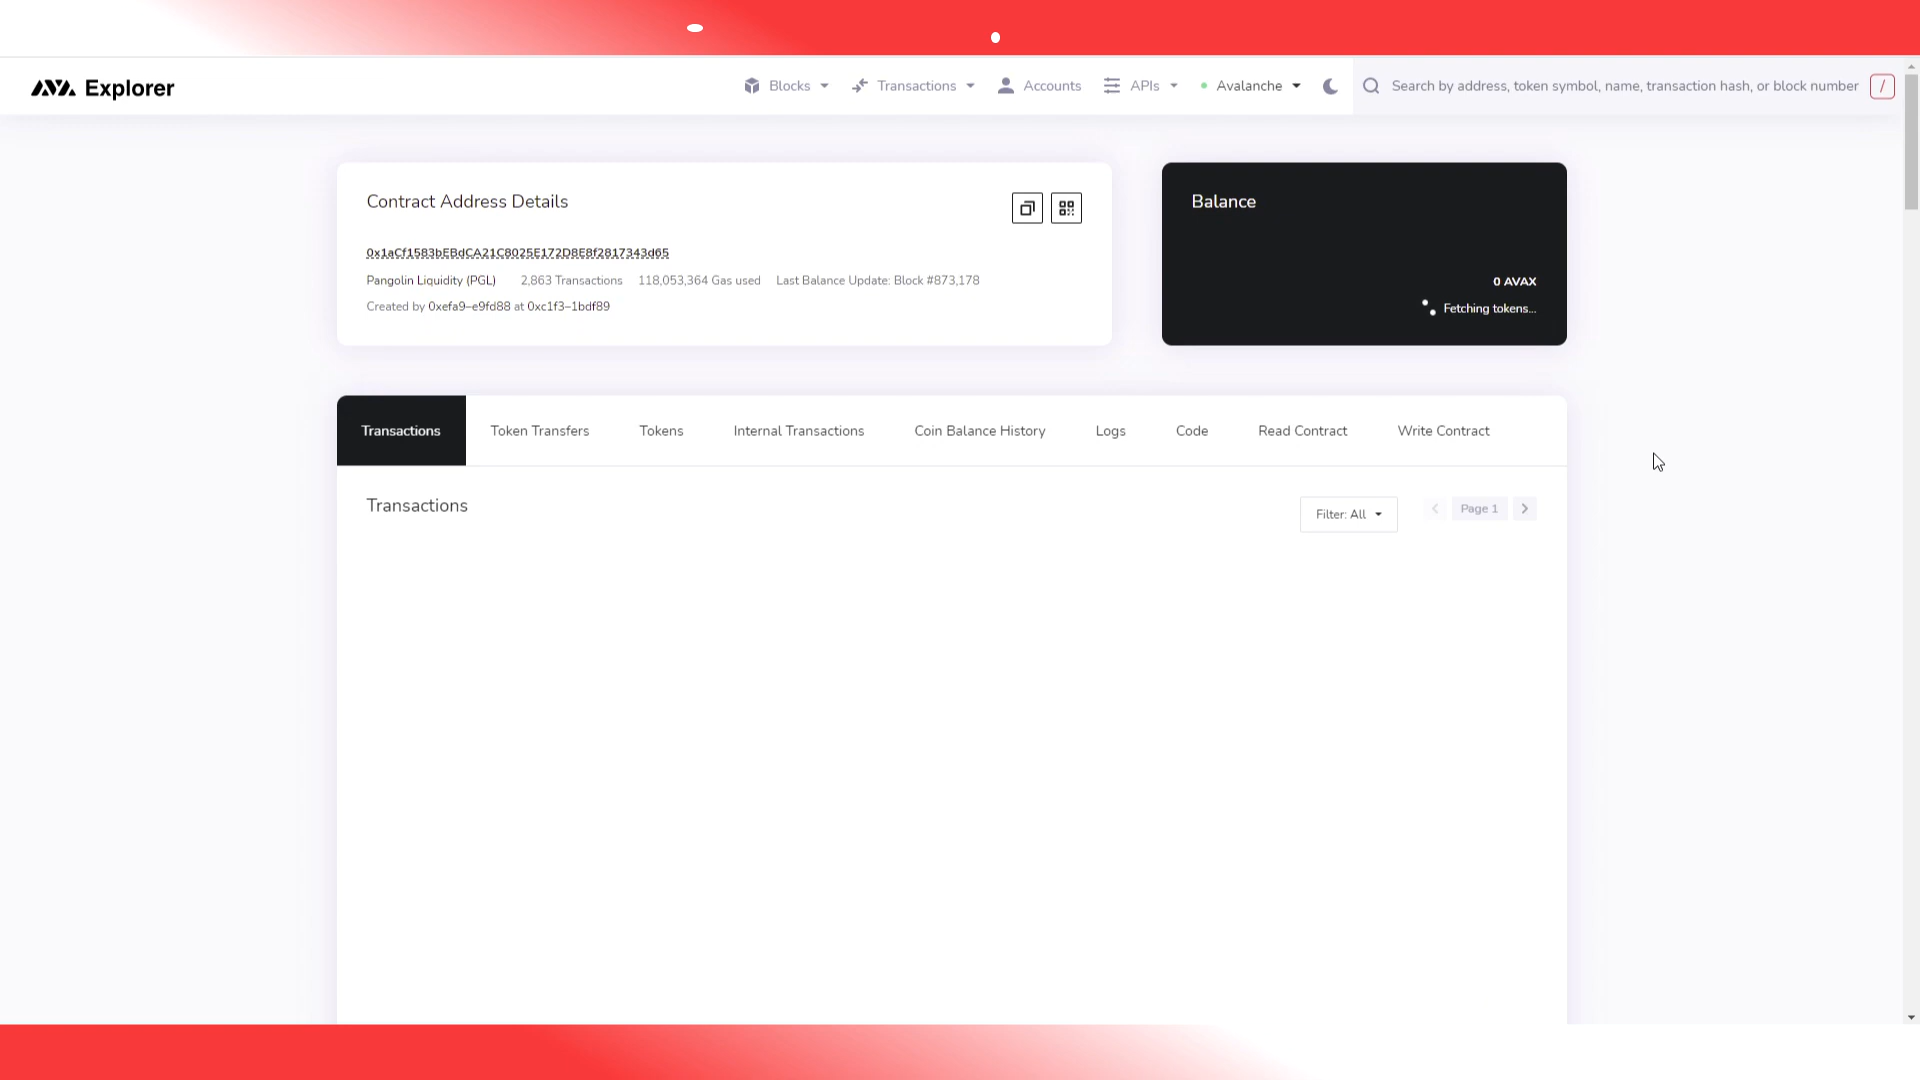 AVA Explorer
Blocks
Transactions
Accounts
APIs
Avalanche
Search by address, token symbol, name, transaction hash, or block number
/
Contract Address Details
0x1aCf1583bEBdCA21C8025E172D8E8f2817343d65
Pangolin Liquidity (PGL) 2,863 Transactions 118,053,364 Gas used Last Balance Update: Block #873,178
Created by 0xefa9–e9fd88 at 0xc1f3–1bdf89
Balance
0 AVAX
Fetching tokens...
Transactions
Token Transfers
Tokens
Internal Transactions
Coin Balance History
Logs
Code
Read Contract
Write Contract
Transactions
Filter: All
Page 1